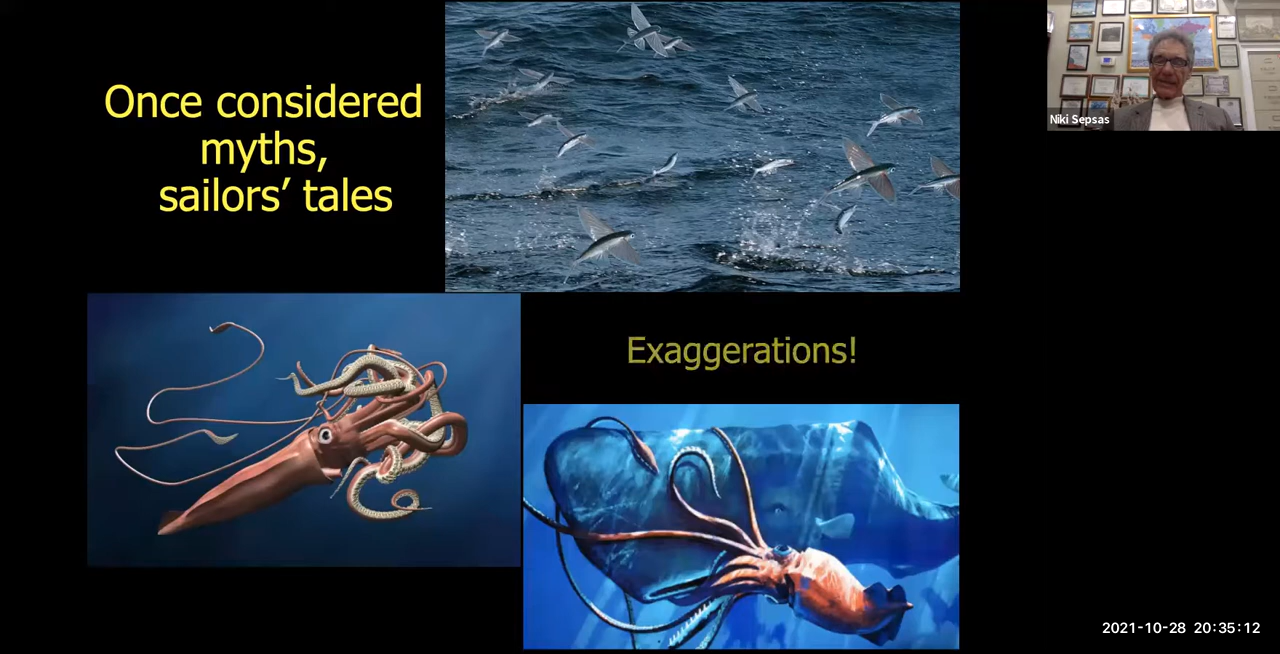 Once considered
myths,
sailors’ tales
Niki Sepsas
Exaggerations!
2021-10-28 20:35:12